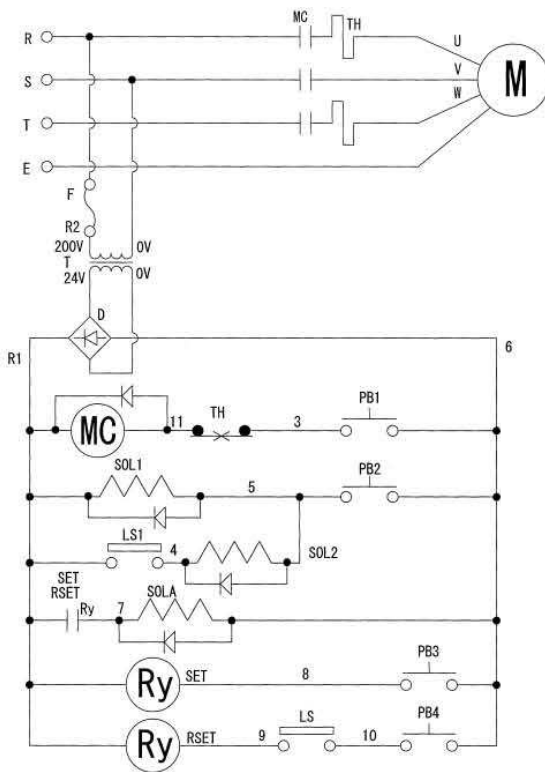 MC TH
R
U
S
V
M
W
T
E
F
R2
200V 0V
T
24V 0V
D
R1
6
MC
11
TH
3
PB1
SOL1
5
PB2
LS1
4
SOL2
SET
RSET
Ry
7
SOLA
Ry
SET
8
PB3
Ry
RSET
9
LS
10
PB4